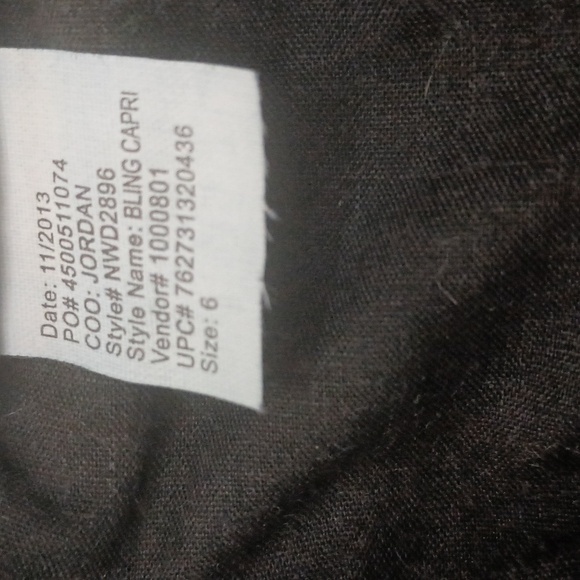 Date: 11/2013
PO# 4500511074
COO: JORDAN
Style# NWD2896
Style Name: BLING CAPRI
Vendor# 1000801
UPC# 762731320436
Size: 6